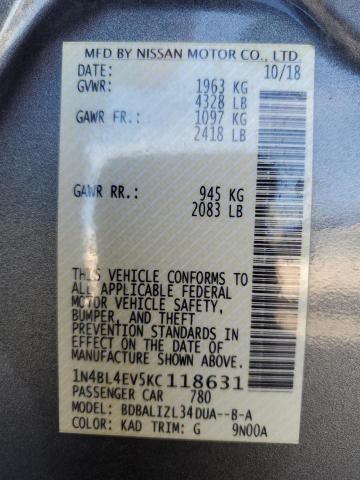 MFD BY NISSAN MOTOR CO., LTD.
DATE: 10/18
GVWR: 1963 KG
4328 LB
GAWR FR.: 1097 KG
2418 LB
GAWR RR.: 945 KG
2083 LB
THIS VEHICLE CONFORMS TO
ALL APPLICABLE FEDERAL
MOTOR VEHICLE SAFETY,
BUMPER, AND THEFT
PREVENTION STANDARDS IN
EFFECT ON THE DATE OF
MANUFACTURE SHOWN ABOVE.
1N4BL4EV5KC118631
PASSENGER CAR 780
MODEL: BDBALIZL34DUA--B-A
COLOR: KAD TRIM: G 9N00A